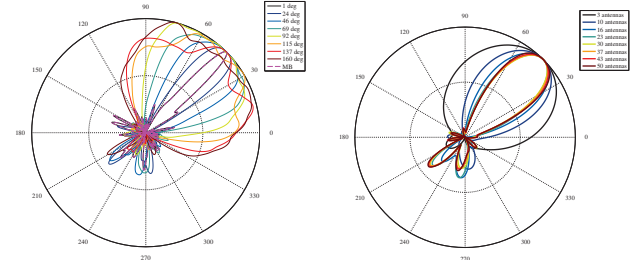 90
60
30
0
330
300
270
240
210
180
150
120
1 deg
24 deg
46 deg
69 deg
92 deg
115 deg
137 deg
160 deg
MB
90
60
30
0
330
300
270
240
210
180
150
120
3 antennas
10 antennas
16 antennas
23 antennas
30 antennas
37 antennas
43 antennas
50 antennas